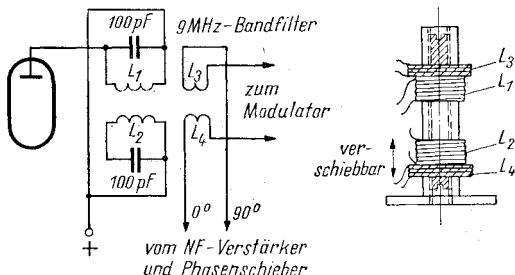 100pF
9MHz-Bandfilter
L1
L3
zum
Modulator
L2
L4
100pF
0° 90°
+
vom NF-Verstärker
und Phasenschieber
L3
L1
ver-
schiebbar
L2
L4